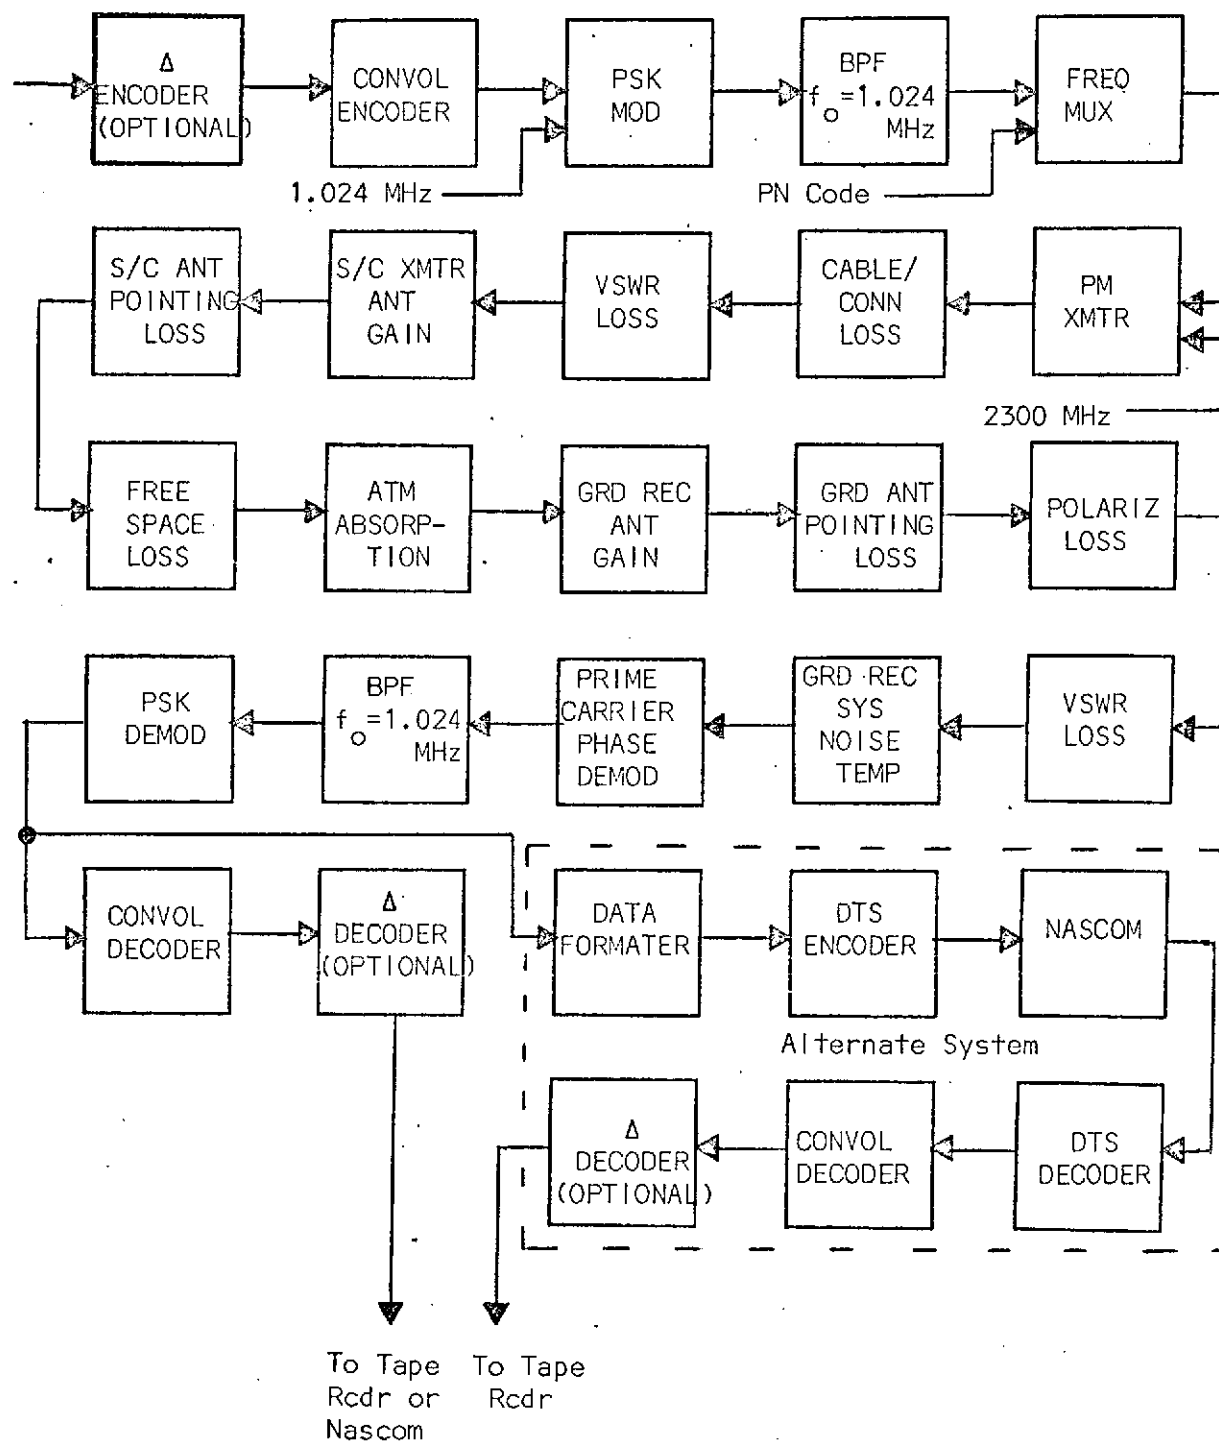 Δ
ENCODER
(OPTIONAL)
CONVOL
ENCODER
PSK
MOD
BPF
fo=1.024
MHz
FREQ
MUX
1.024 MHz
PN Code
S/C ANT
POINTING
LOSS
S/C XMTR
ANT
GAIN
VSWR
LOSS
CABLE/
CONN
LOSS
PM
XMTR
2300 MHz
FREE
SPACE
LOSS
ATM
ABSORP-
TION
GRD REC
ANT
GAIN
GRD ANT
POINTING
LOSS
POLARIZ
LOSS
PSK
DEMOD
BPF
fo=1.024
MHz
PRIME
CARRIER
PHASE
DEMOD
GRD REC
SYS
NOISE
TEMP
VSWR
LOSS
CONVOL
DECODER
Δ
DECODER
(OPTIONAL)
DATA
FORMATER
DTS
ENCODER
NASCOM
Alternate System
Δ
DECODER
(OPTIONAL)
CONVOL
DECODER
DTS
DECODER
To Tape
Rcdr or
Nascom
To Tape
Rcdr